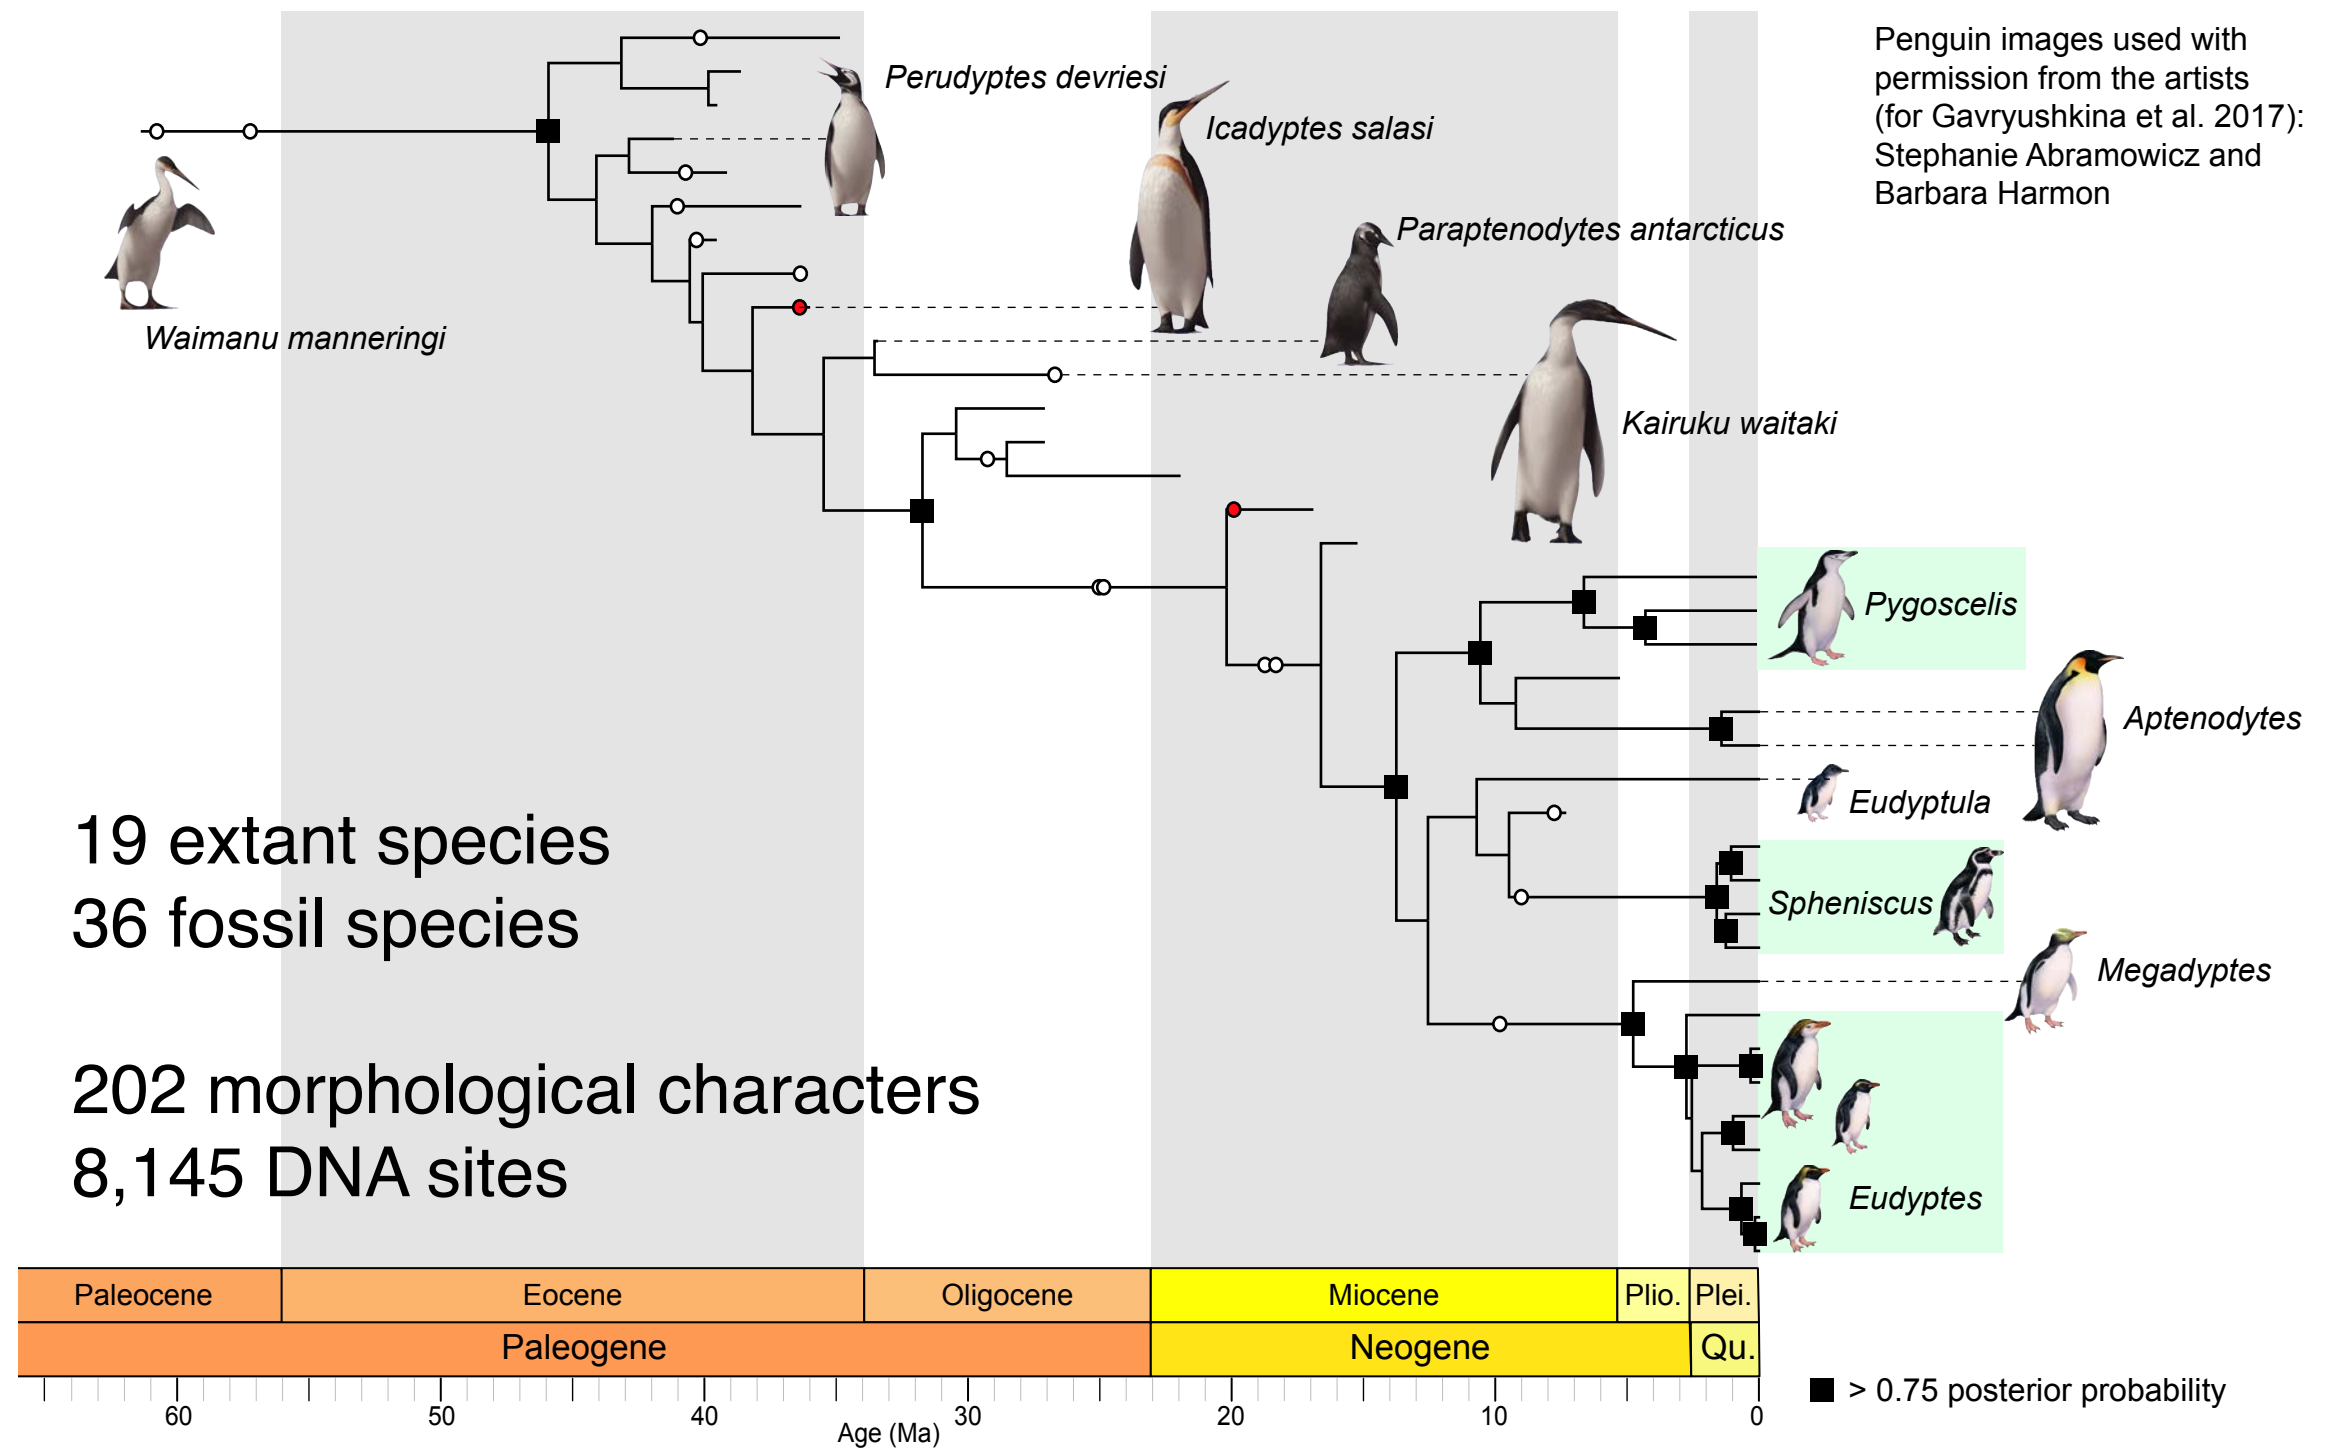 Penguin images used with
permission from the artists
(for Gavryushkina et al. 2017):
Stephanie Abramowicz and
Barbara Harmon
Perudyptes devriesi
Icadyptes salasi
Paraptenodytes antarcticus
Waimanu manneringi
Kairuku waitaki
Pygoscelis
Aptenodytes
Eudyptula
Spheniscus
Megadyptes
Eudyptes
19 extant species
36 fossil species
202 morphological characters
8,145 DNA sites
Paleocene Eocene Oligocene Miocene Plio. Plei.
Paleogene Neogene Qu.
60 50 40 30 20 10 0
Age (Ma)
> 0.75 posterior probability